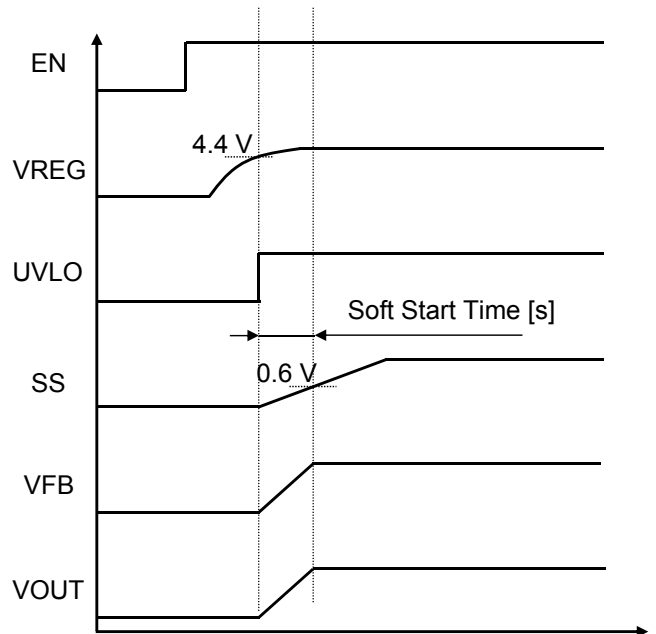 EN
4.4 V
VREG
UVLO
Soft Start Time [s]
0.6 V
SS
VFB
VOUT